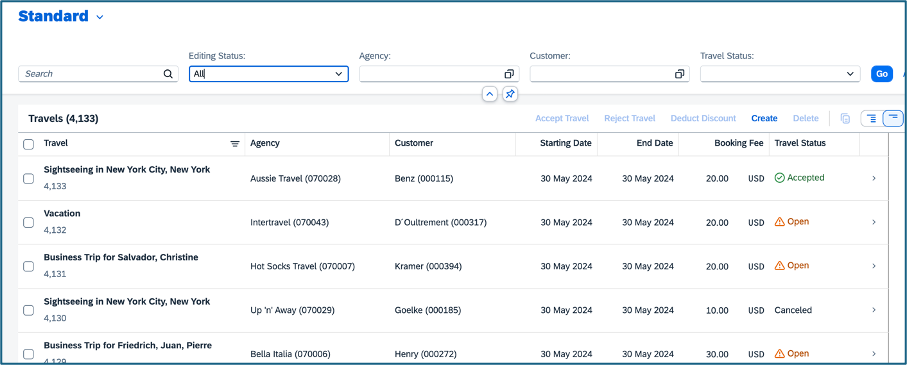 Standard
Editing Status: Agency: Customer: Travel Status:
Search All Go
Travels (4,133) Accept Travel Reject Travel Deduct Discount Create Delete
Travel Agency Customer Starting Date End Date Booking Fee Travel Status
Sightseeing in New York City, New York
4,133 Aussie Travel (070028) Benz (000115) 30 May 2024 30 May 2024 20.00 USD Accepted
Vacation
4,132 Intertravel (070043) D´Oultrement (000317) 30 May 2024 30 May 2024 20.00 USD Open
Business Trip for Salvador, Christine
4,131 Hot Socks Travel (070007) Kramer (000394) 30 May 2024 30 May 2024 20.00 USD Open
Sightseeing in New York City, New York
4,130 Up 'n' Away (070029) Goelke (000185) 30 May 2024 30 May 2024 10.00 USD Canceled
Business Trip for Friedrich, Juan, Pierre
4,129 Bella Italia (070006) Henry (000272) 30 May 2024 30 May 2024 30.00 USD Open